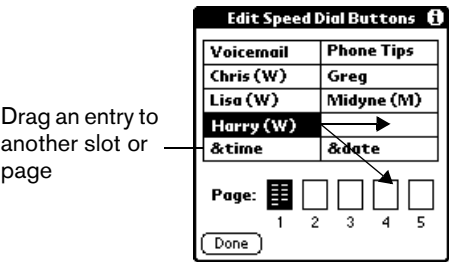 Edit Speed Dial Buttons i
Voicemail Phone Tips
Chris (W) Greg
Lisa (W) Midyne (M)
Harry (W)
&time &date
Drag an entry to
another slot or
page
Page:
1 2 3 4 5
Done